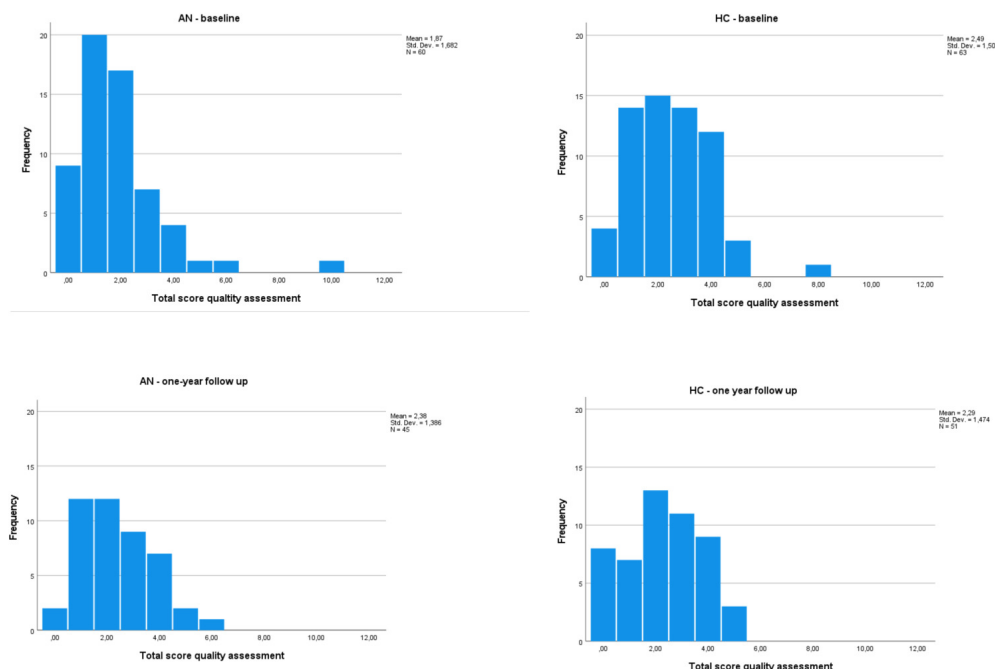 AN - baseline
Mean = 1,87
Std. Dev. = 1,682
N = 60
20
15
10
5
0
Frequency
,00 2,00 4,00 6,00 8,00 10,00 12,00
Total score qualtity assessment
HC - baseline
Mean = 2,49
Std. Dev. = 1,50
N = 63
20
15
10
5
0
Frequency
,00 2,00 4,00 6,00 8,00 10,00 12,00
Total score quality assessment
AN - one-year follow up
Mean = 2,38
Std. Dev. = 1,386
N = 45
20
15
10
5
0
Frequency
,00 2,00 4,00 6,00 8,00 10,00 12,00
Total score quality assessment
HC - one year follow up
Mean = 2,29
Std. Dev. = 1,474
N = 51
20
15
10
5
0
Frequency
,00 2,00 4,00 6,00 8,00 10,00 12,00
Total score quality assessment